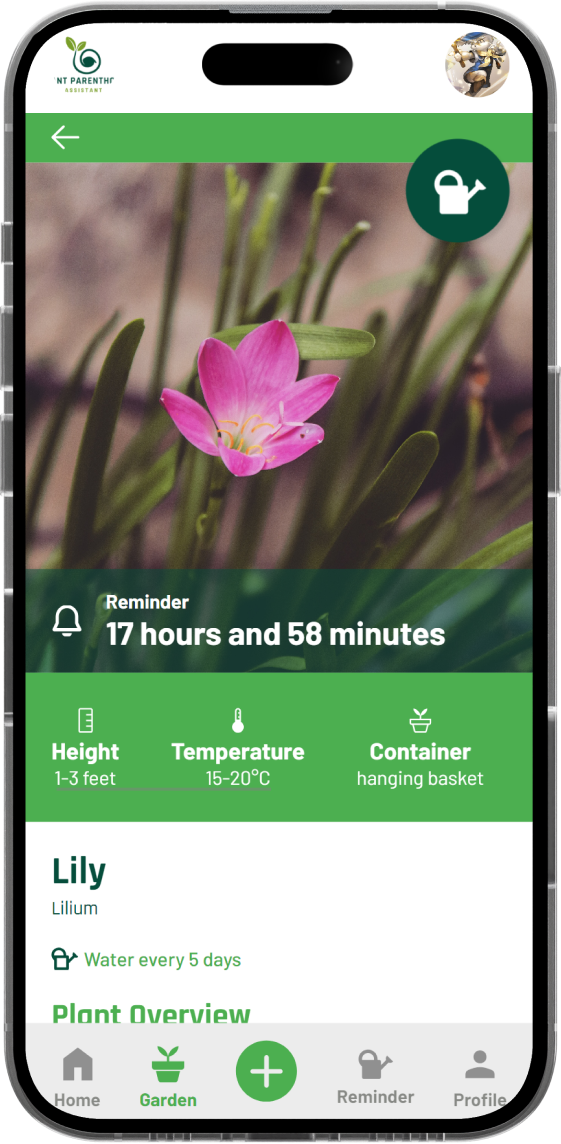 NT PARENTH
ASSISTANT
Reminder
17 hours and 58 minutes
Height
Temperature
Container
1-3 feet
15-20°C
hanging basket
Lily
Lilium
Water every 5 days
Plant Overview
Home
Garden
Reminder
Profile